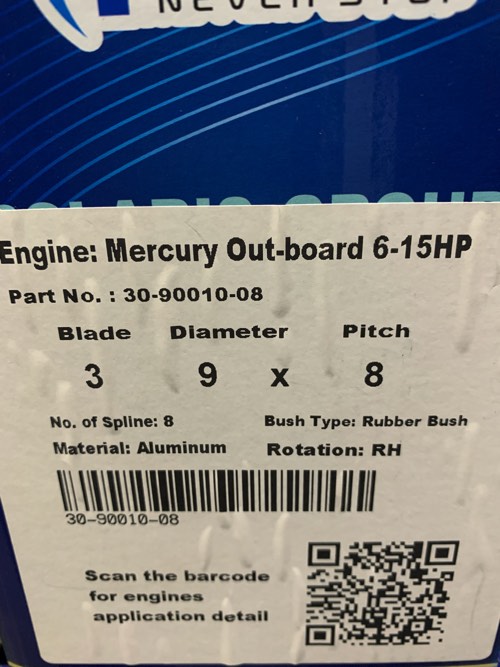 NEVER STOP
Engine: Mercury Out-board 6-15HP
Part No. : 30-90010-08
Blade Diameter Pitch
3 9 x 8
No. of Spline: 8 Bush Type: Rubber Bush
Material: Aluminum Rotation: RH
30-90010-08
Scan the barcode
for engines
application detail